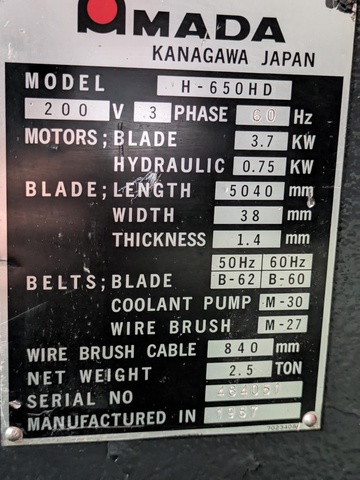 AMADA
KANAGAWA JAPAN
MODEL H-650HD
200 V 3 PHASE 60 Hz
MOTORS; BLADE 3.7 KW
HYDRAULIC 0.75 KW
BLADE; LENGTH 5040 mm
WIDTH 38 mm
THICKNESS 1.4 mm
50Hz 60Hz
BELTS; BLADE B-62 B-60
COOLANT PUMP M-30
WIRE BRUSH M-27
WIRE BRUSH CABLE 840 mm
NET WEIGHT 2.5 TON
SERIAL NO
MANUFACTURED IN 1987